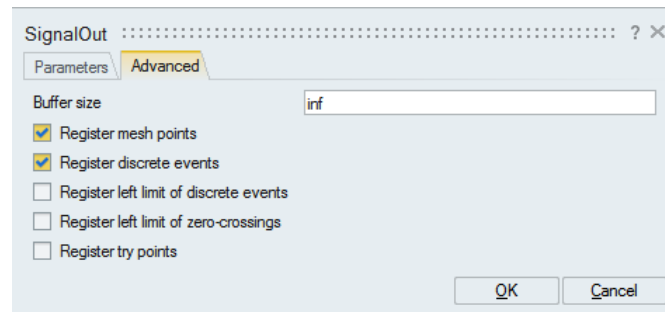 SignalOut ? ×
Parameters Advanced
Buffer size inf
Register mesh points
Register discrete events
Register left limit of discrete events
Register left limit of zero-crossings
Register try points
OK Cancel